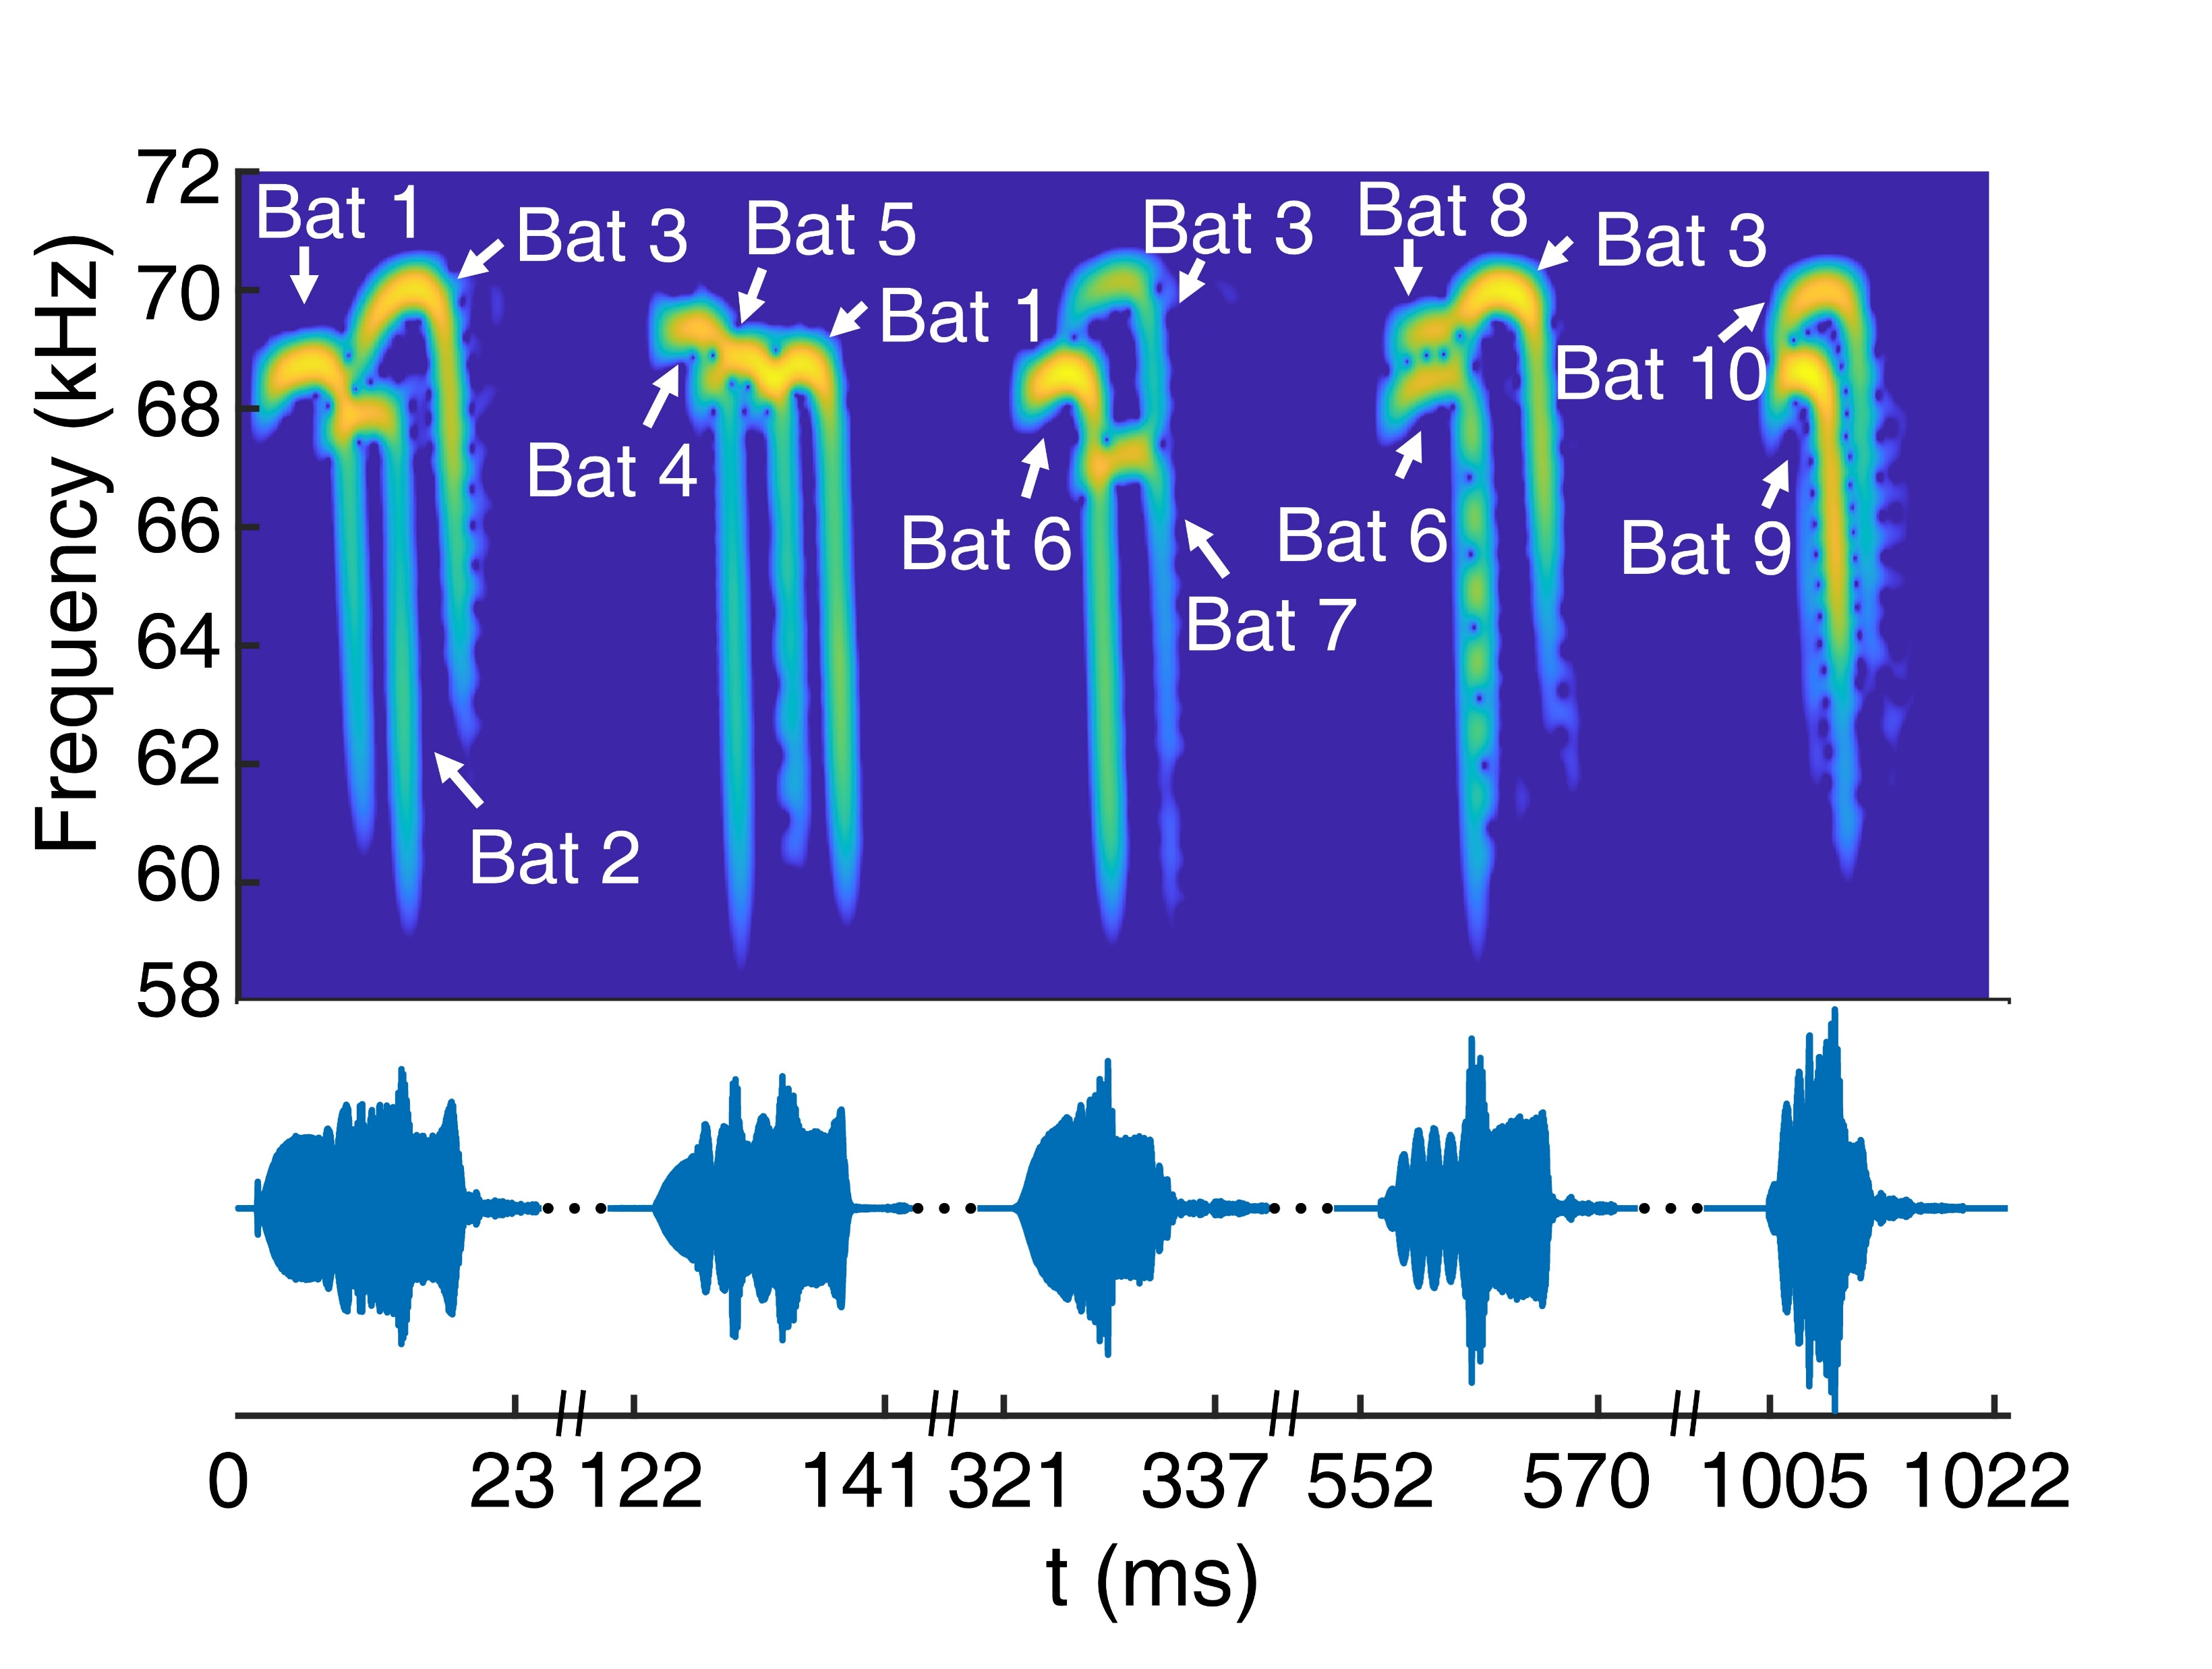 Frequency (kHz)
72
70
68
66
64
62
60
58
Bat 1
Bat 3
Bat 2
Bat 5
Bat 1
Bat 4
Bat 3
Bat 6
Bat 7
Bat 8
Bat 3
Bat 6
Bat 10
Bat 9
0 23 122 141 321 337 552 570 1005 1022
t (ms)